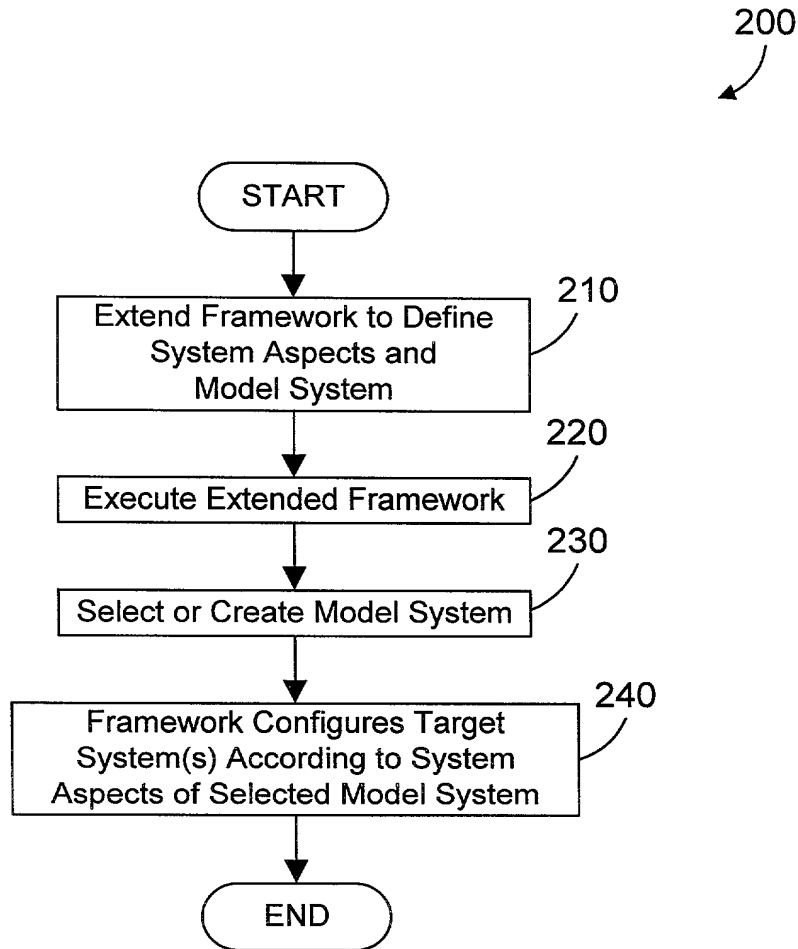 200
START
210
Extend Framework to Define
System Aspects and
Model System
220
Execute Extended Framework
230
Select or Create Model System
240
Framework Configures Target
System(s) According to System
Aspects of Selected Model System
END